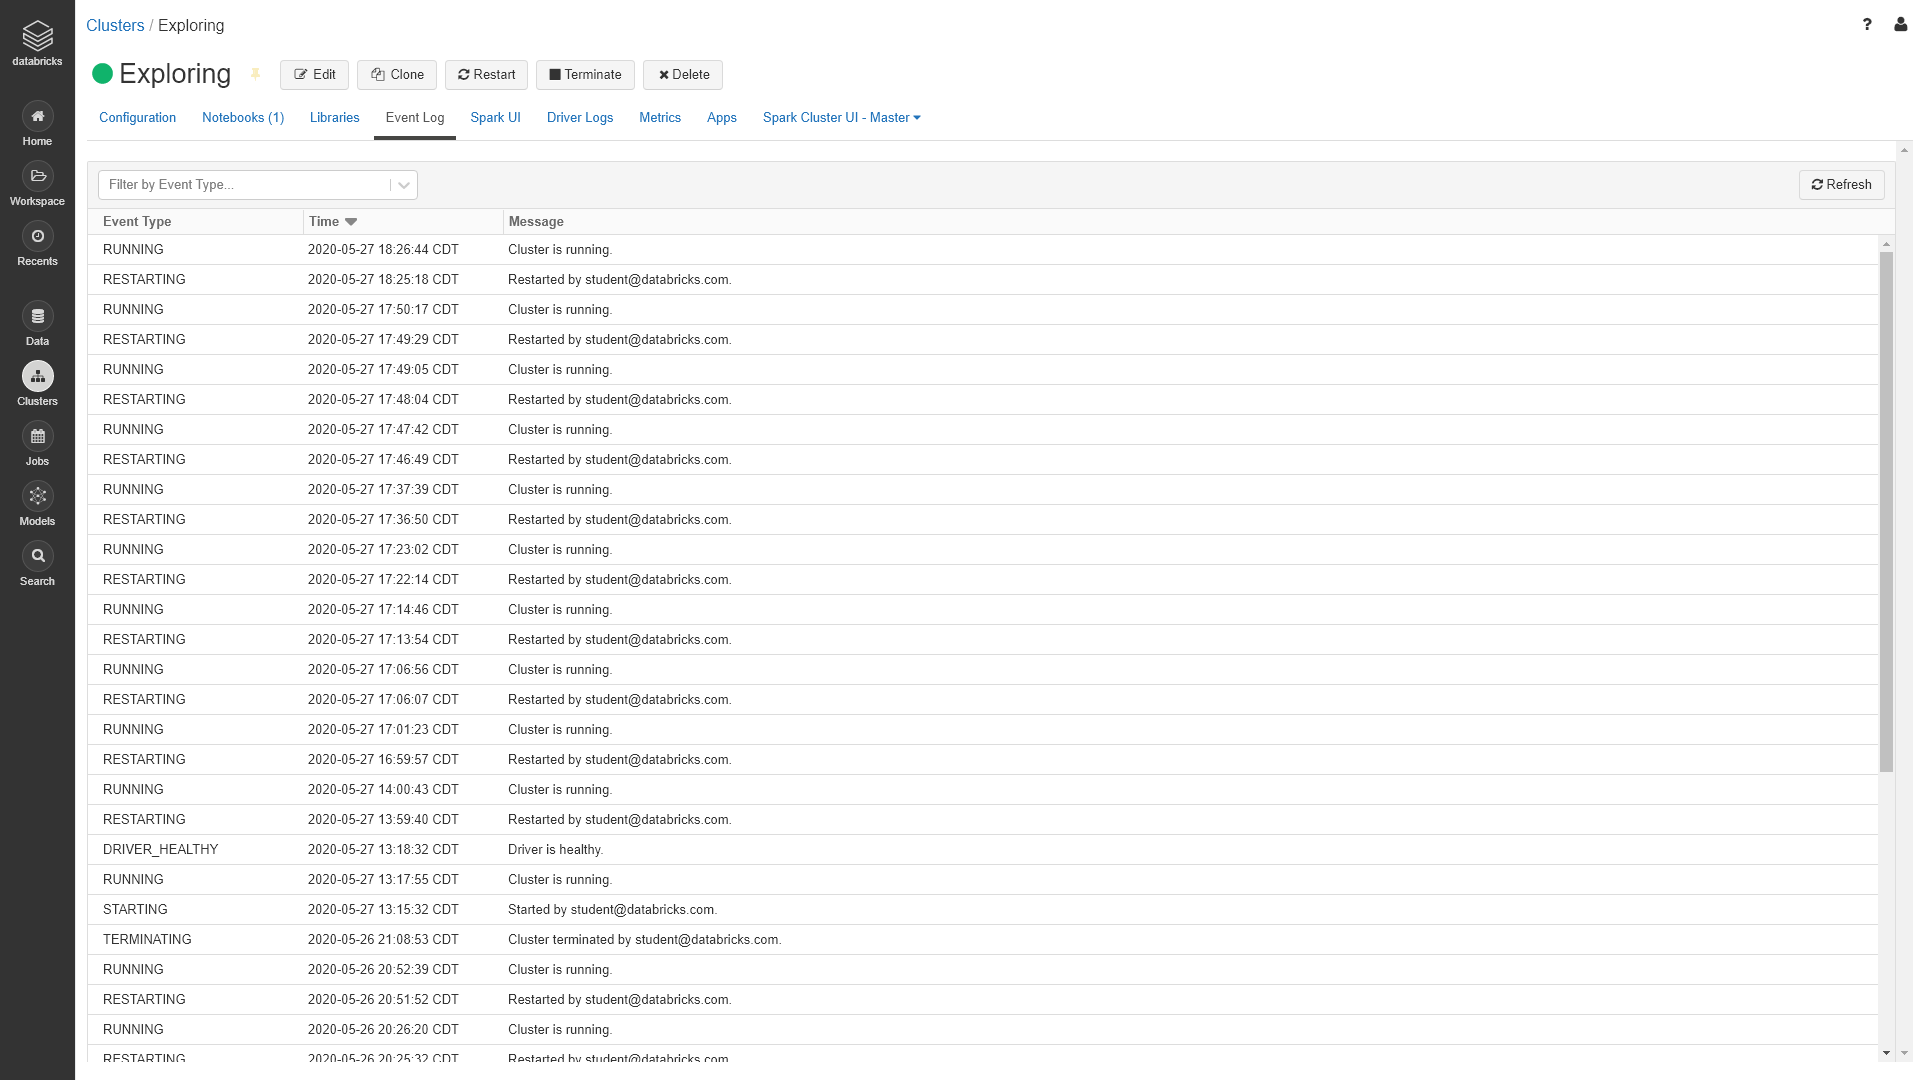 databricks
Home
Workspace
Recents
Data
Clusters
Jobs
Models
Search
Clusters / Exploring
?
Exploring
Edit Clone Restart Terminate Delete
Configuration Notebooks (1) Libraries Event Log Spark UI Driver Logs Metrics Apps Spark Cluster UI - Master
Filter by Event Type...
Refresh
Event Type Time Message
RUNNING 2020-05-27 18:26:44 CDT Cluster is running.
RESTARTING 2020-05-27 18:25:18 CDT Restarted by student@databricks.com.
RUNNING 2020-05-27 17:50:17 CDT Cluster is running.
RESTARTING 2020-05-27 17:49:29 CDT Restarted by student@databricks.com.
RUNNING 2020-05-27 17:49:05 CDT Cluster is running.
RESTARTING 2020-05-27 17:48:04 CDT Restarted by student@databricks.com.
RUNNING 2020-05-27 17:47:42 CDT Cluster is running.
RESTARTING 2020-05-27 17:46:49 CDT Restarted by student@databricks.com.
RUNNING 2020-05-27 17:37:39 CDT Cluster is running.
RESTARTING 2020-05-27 17:36:50 CDT Restarted by student@databricks.com.
RUNNING 2020-05-27 17:23:02 CDT Cluster is running.
RESTARTING 2020-05-27 17:22:14 CDT Restarted by student@databricks.com.
RUNNING 2020-05-27 17:14:46 CDT Cluster is running.
RESTARTING 2020-05-27 17:13:54 CDT Restarted by student@databricks.com.
RUNNING 2020-05-27 17:06:56 CDT Cluster is running.
RESTARTING 2020-05-27 17:06:07 CDT Restarted by student@databricks.com.
RUNNING 2020-05-27 17:01:23 CDT Cluster is running.
RESTARTING 2020-05-27 16:59:57 CDT Restarted by student@databricks.com.
RUNNING 2020-05-27 14:00:43 CDT Cluster is running.
RESTARTING 2020-05-27 13:59:40 CDT Restarted by student@databricks.com.
DRIVER_HEALTHY 2020-05-27 13:18:32 CDT Driver is healthy.
RUNNING 2020-05-27 13:17:55 CDT Cluster is running.
STARTING 2020-05-27 13:15:32 CDT Started by student@databricks.com.
TERMINATING 2020-05-26 21:08:53 CDT Cluster terminated by student@databricks.com.
RUNNING 2020-05-26 20:52:39 CDT Cluster is running.
RESTARTING 2020-05-26 20:51:52 CDT Restarted by student@databricks.com.
RUNNING 2020-05-26 20:26:20 CDT Cluster is running.
RESTARTING 2020-05-26 20:25:32 CDT Restarted by student@databricks.com.